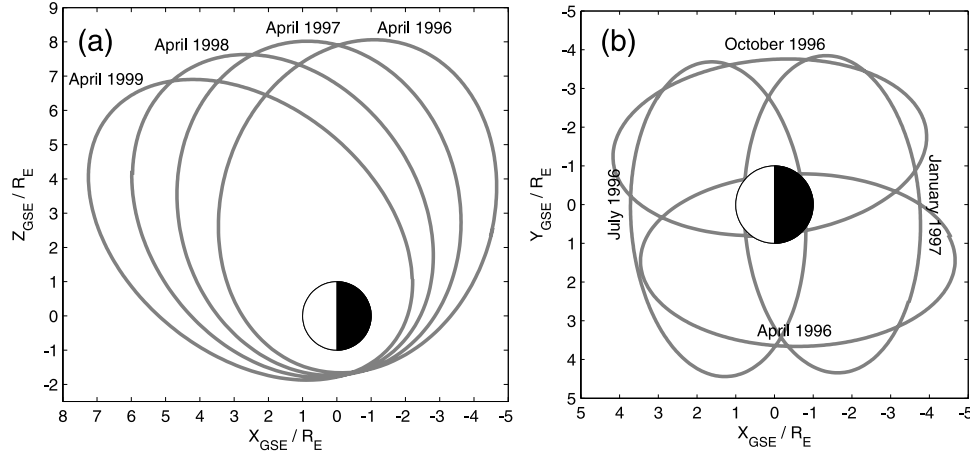 (a)
April 1997
April 1996
April 1998
April 1999
9
8
7
6
5
4
3
2
1
0
-1
-2
Z_GSE / R_E
8 7 6 5 4 3 2 1 0 -1 -2 -3 -4 -5
X_GSE / R_E
(b)
October 1996
July 1996
January 1997
April 1996
-5
-4
-3
-2
-1
0
1
2
3
4
5
Y_GSE / R_E
5 4 3 2 1 0 -1 -2 -3 -4 -5
X_GSE / R_E